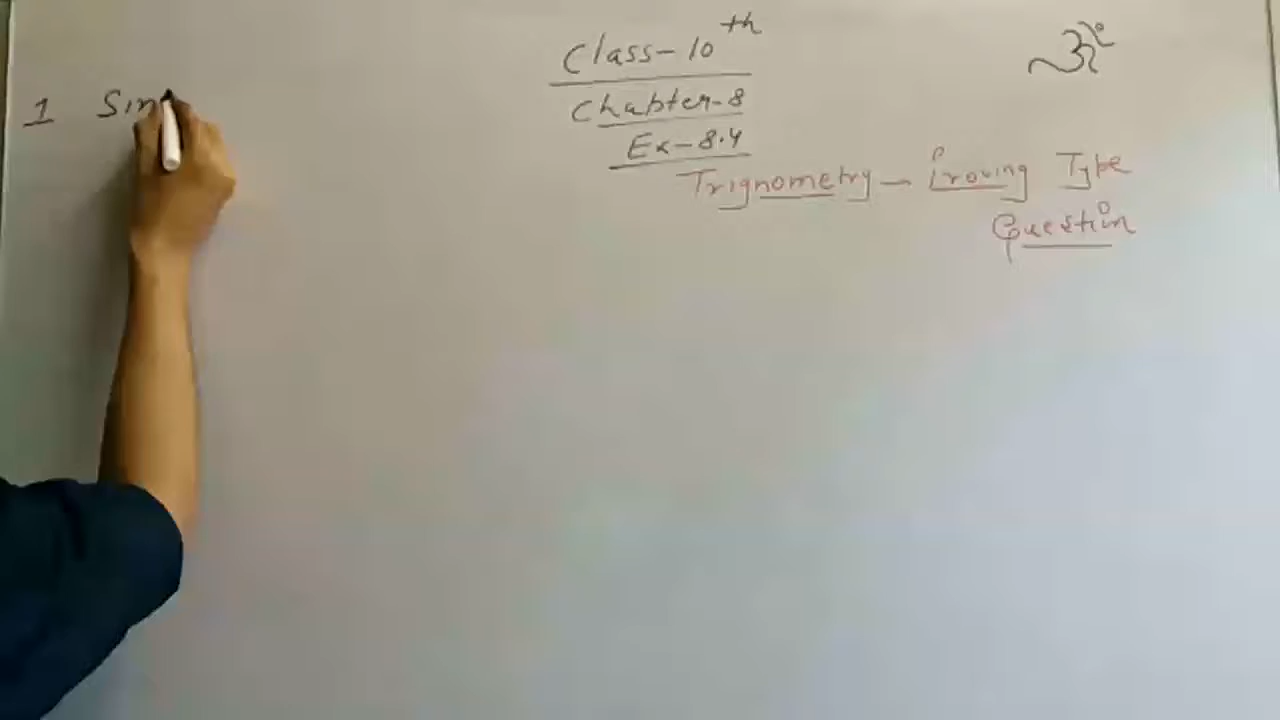 Class-10th
ॐ
1 Sin
Chapter-8
Ex-8.4
Trignometry - Proving Type
Question